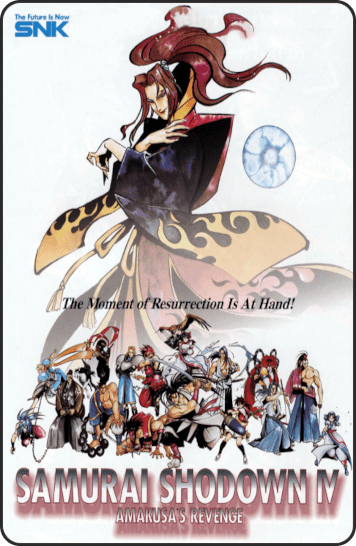 The Future Is Now
SNK
The Moment of Resurrection Is At Hand!
SAMURAI SHODOWN IV
AMAKUSA'S REVENGE